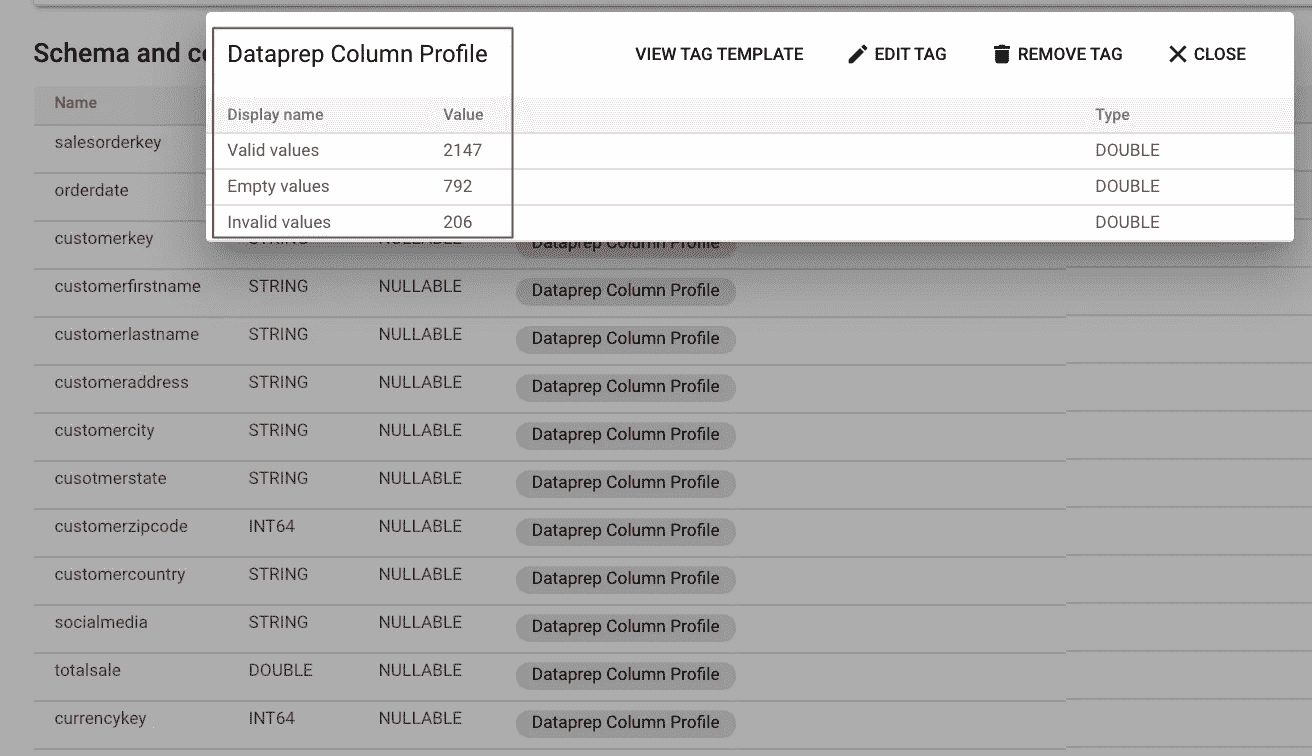 Schema and c
Dataprep Column Profile VIEW TAG TEMPLATE EDIT TAG REMOVE TAG CLOSE
Name
Display name Value Type
Valid values 2147 DOUBLE
Empty values 792 DOUBLE
Invalid values 206 DOUBLE
salesorderkey
orderdate
customerkey STRING NULLABLE Dataprep Column Profile
customerfirstname STRING NULLABLE Dataprep Column Profile
customerlastname STRING NULLABLE Dataprep Column Profile
customeraddress STRING NULLABLE Dataprep Column Profile
customercity STRING NULLABLE Dataprep Column Profile
cusotmerstate STRING NULLABLE Dataprep Column Profile
customerzipcode INT64 NULLABLE Dataprep Column Profile
customercountry STRING NULLABLE Dataprep Column Profile
socialmedia STRING NULLABLE Dataprep Column Profile
totalsale DOUBLE NULLABLE Dataprep Column Profile
currencykey INT64 NULLABLE Dataprep Column Profile